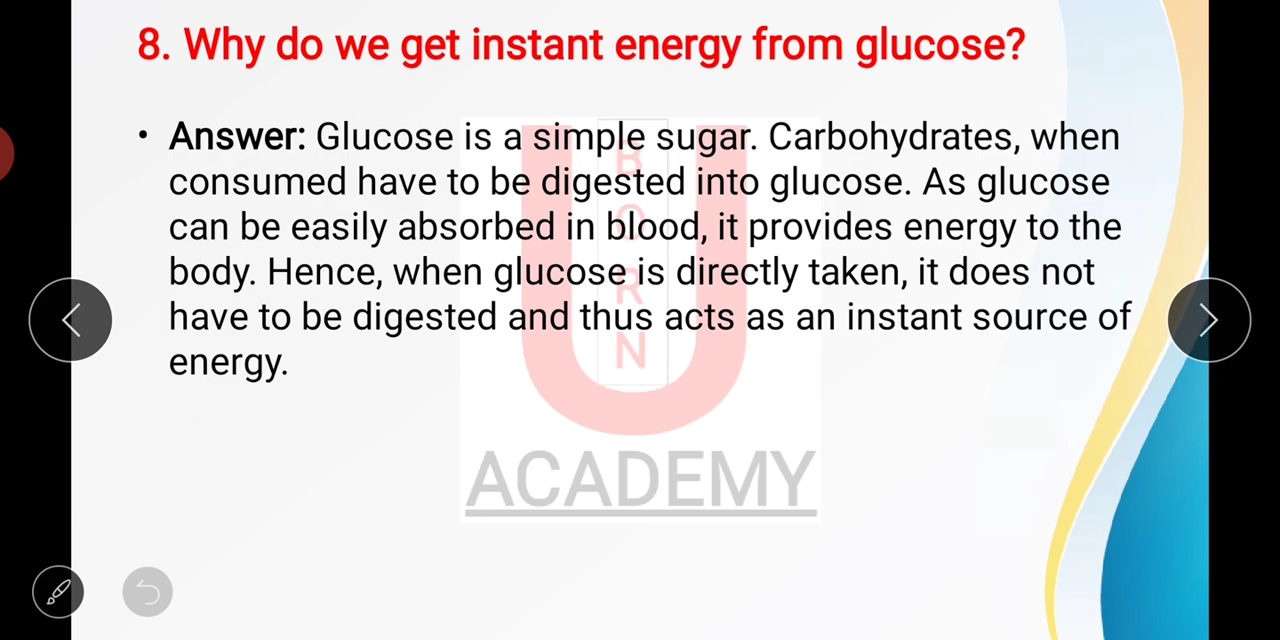 8. Why do we get instant energy from glucose?
• Answer: Glucose is a simple sugar. Carbohydrates, when
consumed have to be digested into glucose. As glucose
can be easily absorbed in blood, it provides energy to the
body. Hence, when glucose is directly taken, it does not
have to be digested and thus acts as an instant source of
energy.
U
BORN
ACADEMY